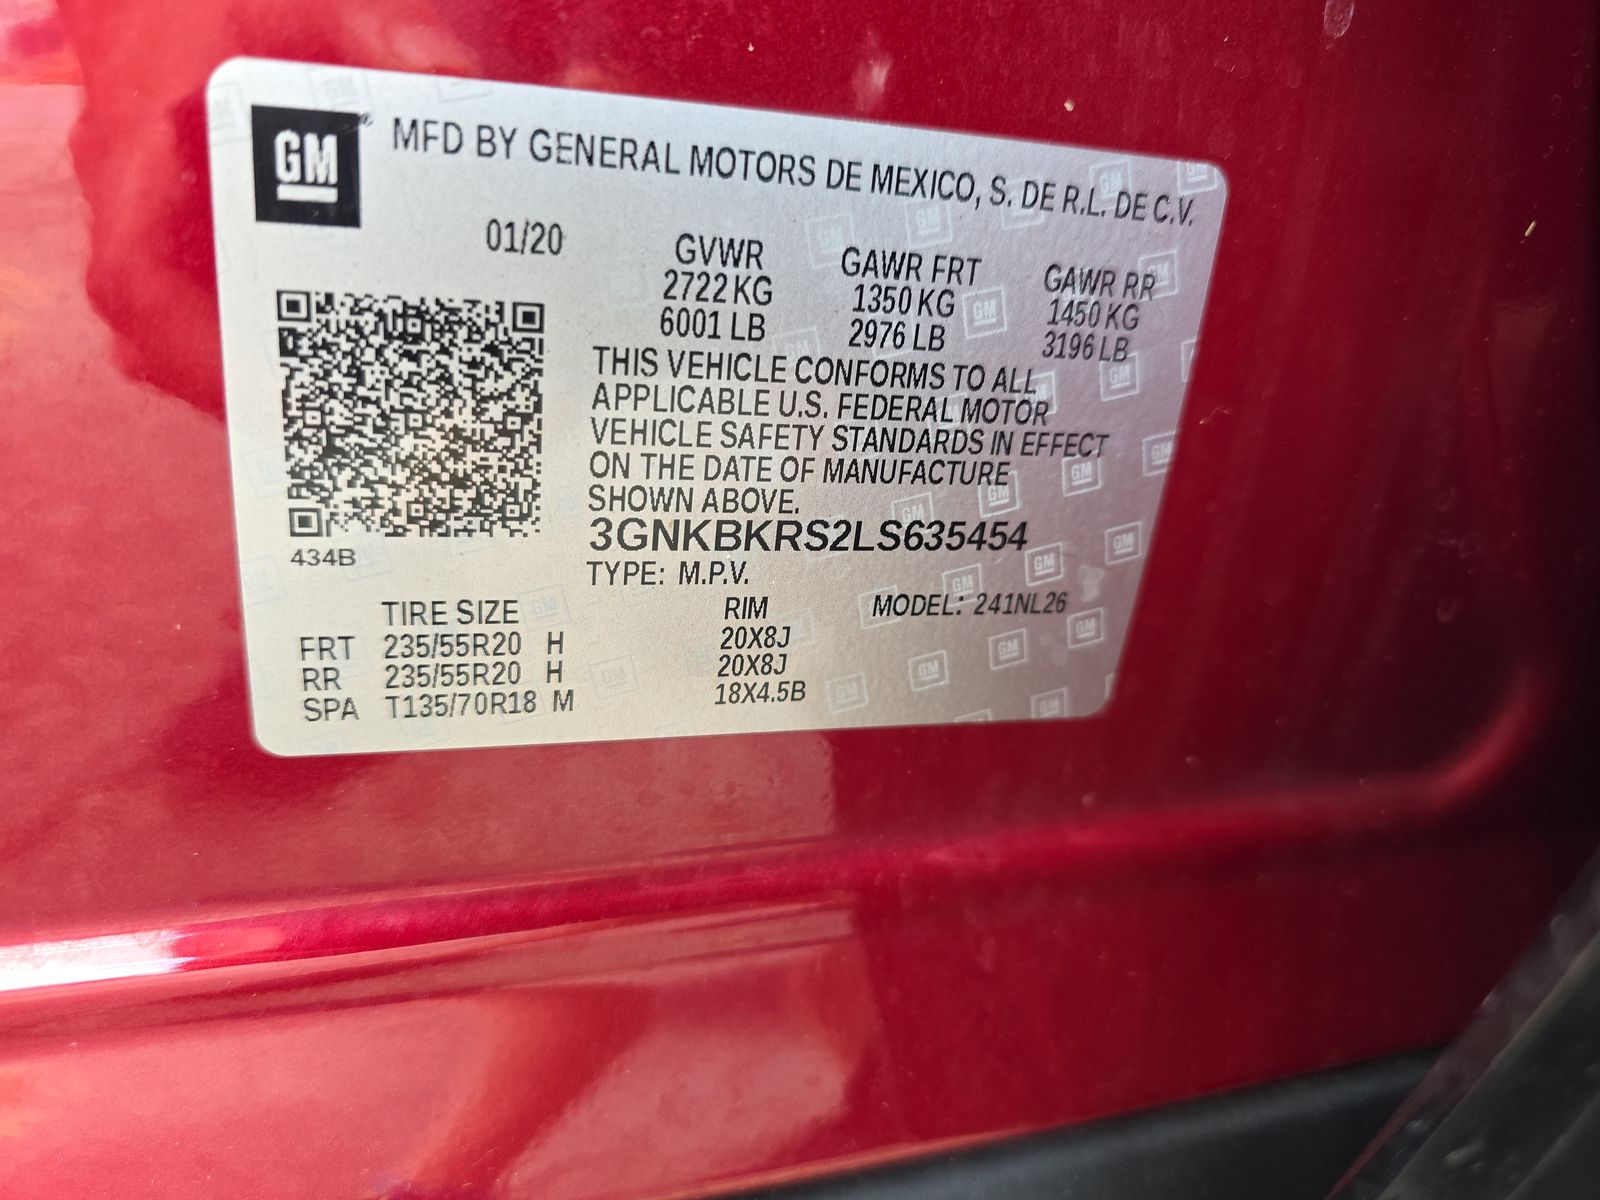 GM
MFD BY GENERAL MOTORS DE MEXICO, S. DE R.L. DE C.V.
01/20
GVWR GAWR FRT GAWR RR
2722 KG 1350 KG 1450 KG
6001 LB 2976 LB 3196 LB
THIS VEHICLE CONFORMS TO ALL
APPLICABLE U.S. FEDERAL MOTOR
VEHICLE SAFETY STANDARDS IN EFFECT
ON THE DATE OF MANUFACTURE
SHOWN ABOVE.
3GNKBKRS2LS635454
434B
TYPE: M.P.V.
TIRE SIZE RIM MODEL: 241NL26
FRT 235/55R20 H 20X8J
RR 235/55R20 H 20X8J
SPA T135/70R18 M 18X4.5B